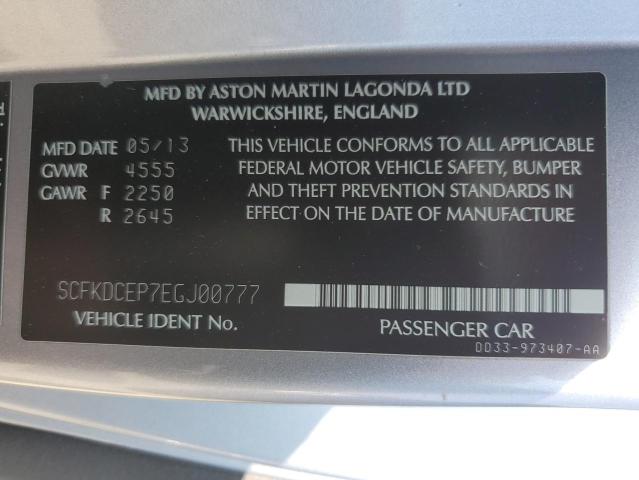 MFD BY ASTON MARTIN LAGONDA LTD
WARWICKSHIRE, ENGLAND
MFD DATE 05/13
GVWR 4555
GAWR F 2250
R 2645
THIS VEHICLE CONFORMS TO ALL APPLICABLE
FEDERAL MOTOR VEHICLE SAFETY, BUMPER
AND THEFT PREVENTION STANDARDS IN
EFFECT ON THE DATE OF MANUFACTURE
SCFKDCEP7EGJ00777
VEHICLE IDENT No.
PASSENGER CAR
DD33-973407-AA